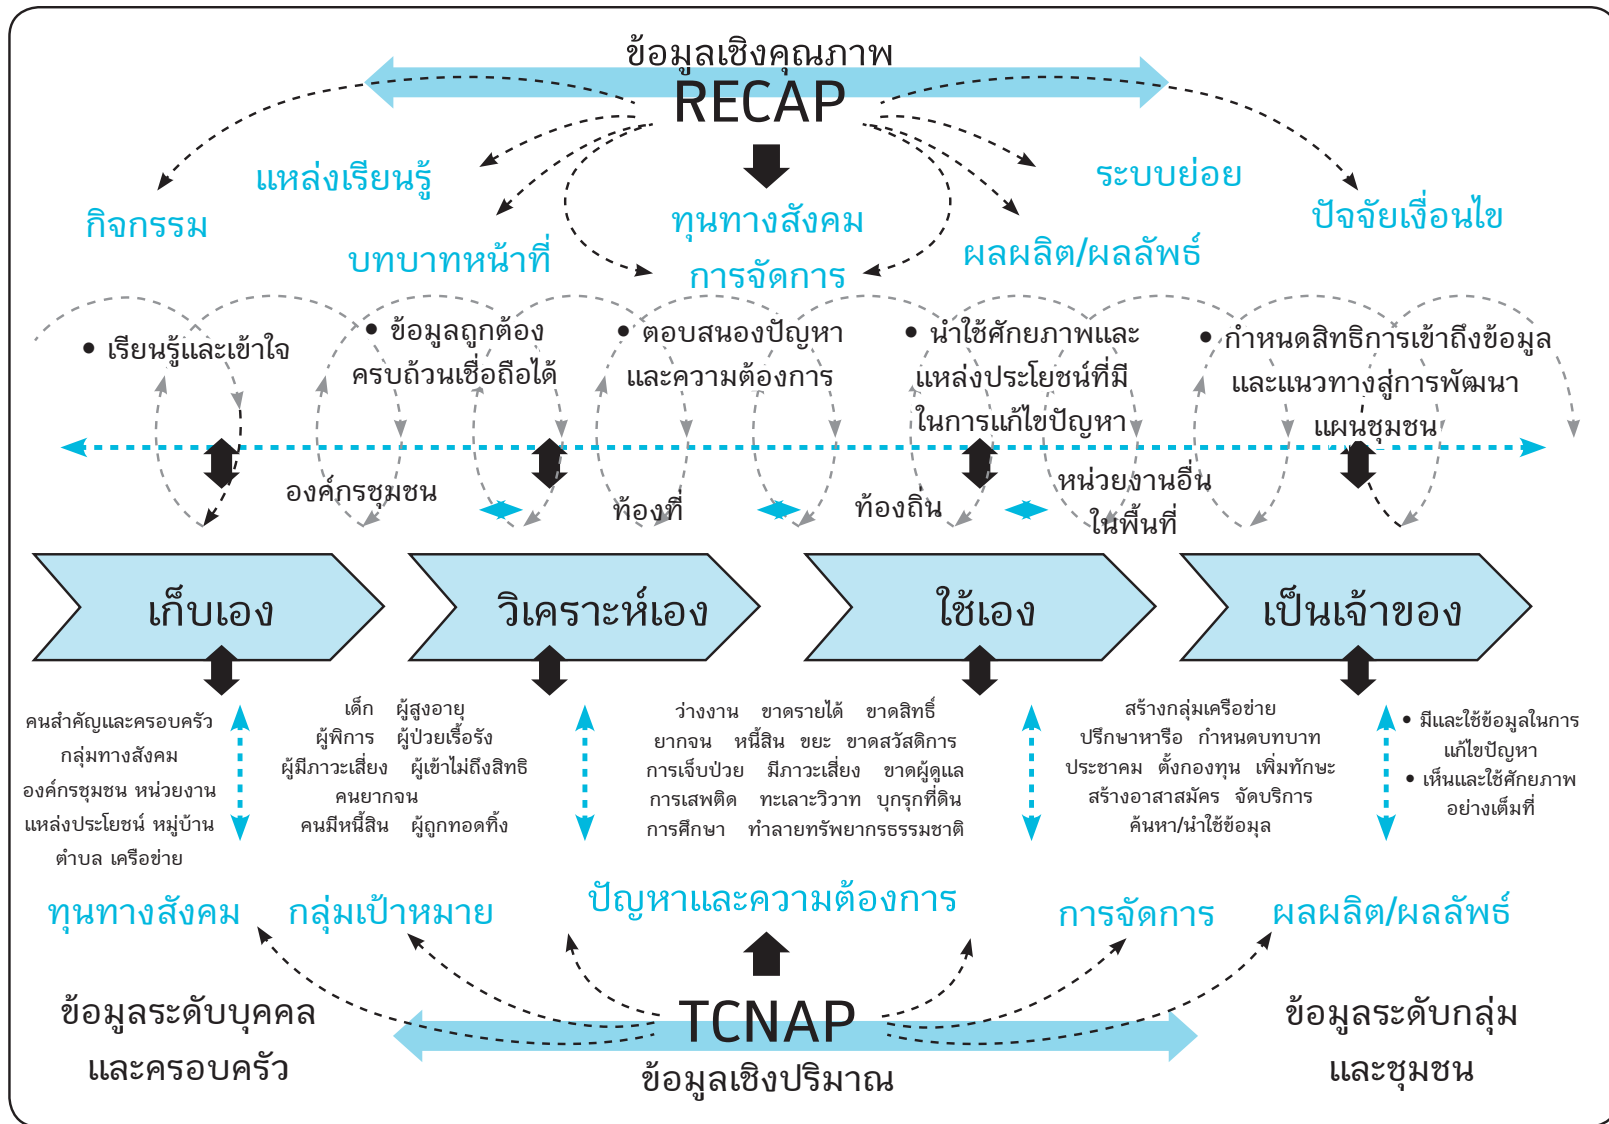 ข้อมูลเชิงคุณภาพ
RECAP
แหล่งเรียนรู้
ระบบย่อย
กิจกรรม
ทุนทางสังคม
ปัจจัยเงื่อนไข
บทบาทหน้าที่
การจัดการ
ผลผลิต/ผลลัพธ์
• เรียนรู้และเข้าใจ
• ข้อมูลถูกต้อง
ครบถ้วนเชื่อถือได้
• ตอบสนองปัญหา
และความต้องการ
• นำใช้ศักยภาพและ
แหล่งประโยชน์ที่มี
ในการแก้ไขปัญหา
• กำหนดสิทธิการเข้าถึงข้อมูล
และแนวทางสู่การพัฒนา
แผนชุมชน
องค์กรชุมชน
ท้องที่
ท้องถิ่น
หน่วยงานอื่น
ในพื้นที่
เก็บเอง
วิเคราะห์เอง
ใช้เอง
เป็นเจ้าของ
คนสำคัญและครอบครัว
กลุ่มทางสังคม
องค์กรชุมชน หน่วยงาน
แหล่งประโยชน์ หมู่บ้าน
ตำบล เครือข่าย
เด็ก ผู้สูงอายุ
ผู้พิการ ผู้ป่วยเรื้อรัง
ผู้มีภาวะเสี่ยง ผู้เข้าไม่ถึงสิทธิ
คนยากจน
คนมีหนี้สิน ผู้ถูกทอดทิ้ง
ว่างงาน ขาดรายได้ ขาดสิทธิ์
ยากจน หนี้สิน ขยะ ขาดสวัสดิการ
การเจ็บป่วย มีภาวะเสี่ยง ขาดผู้ดูแล
การเสพติด ทะเลาะวิวาท บุกรุกที่ดิน
การศึกษา ทำลายทรัพยากรธรรมชาติ
สร้างกลุ่มเครือข่าย
ปรึกษาหารือ กำหนดบทบาท
ประชาคม ตั้งกองทุน เพิ่มทักษะ
สร้างอาสาสมัคร จัดบริการ
ค้นหา/นำใช้ข้อมูล
• มีและใช้ข้อมูลในการ
แก้ไขปัญหา
• เห็นและใช้ศักยภาพ
อย่างเต็มที่
ทุนทางสังคม
กลุ่มเป้าหมาย
ปัญหาและความต้องการ
การจัดการ
ผลผลิต/ผลลัพธ์
ข้อมูลระดับบุคคล
และครอบครัว
TCNAP
ข้อมูลเชิงปริมาณ
ข้อมูลระดับกลุ่ม
และชุมชน